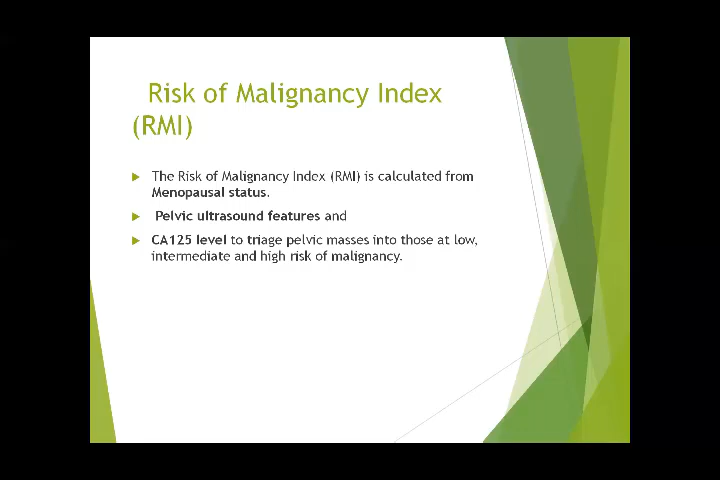 Risk of Malignancy Index
(RMI)
The Risk of Malignancy Index (RMI) is calculated from
Menopausal status.
Pelvic ultrasound features and
CA125 level to triage pelvic masses into those at low,
intermediate and high risk of malignancy.